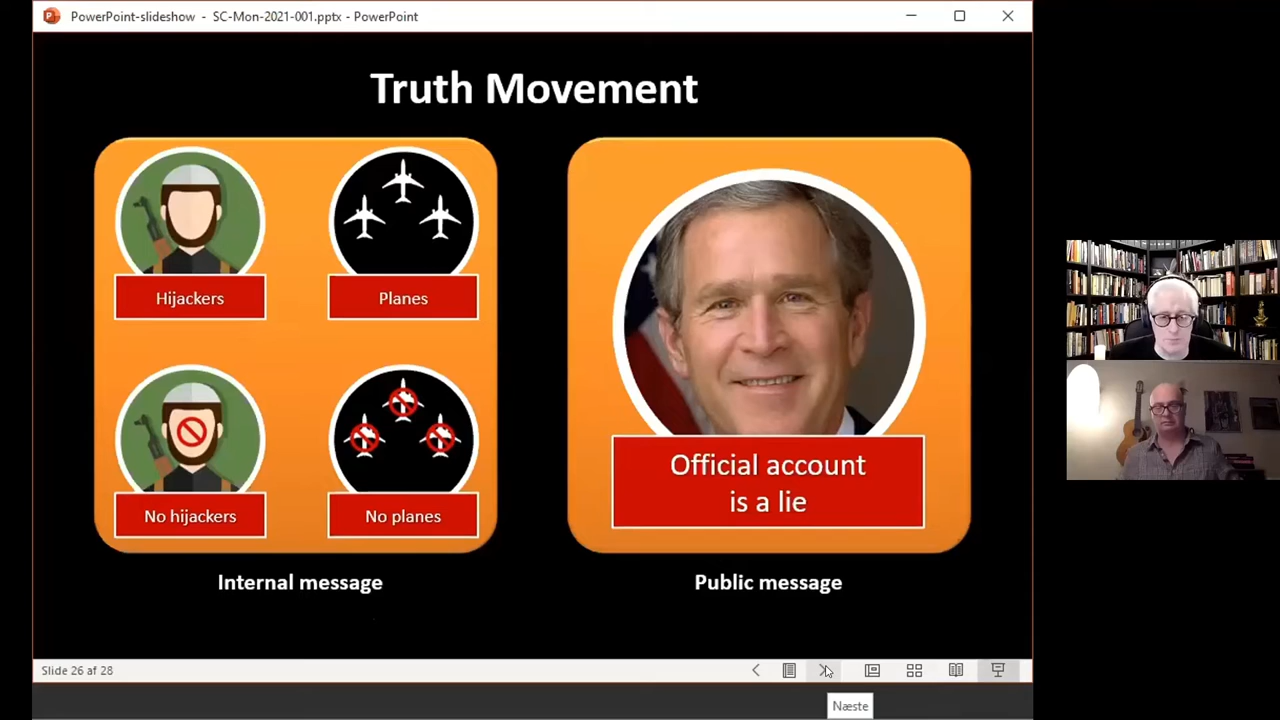 PowerPoint-slideshow - SC-Mon-2021-001.pptx - PowerPoint
Truth Movement
Hijackers
Planes
No hijackers
No planes
Official account
is a lie
Internal message
Public message
Slide 26 af 28
Næste